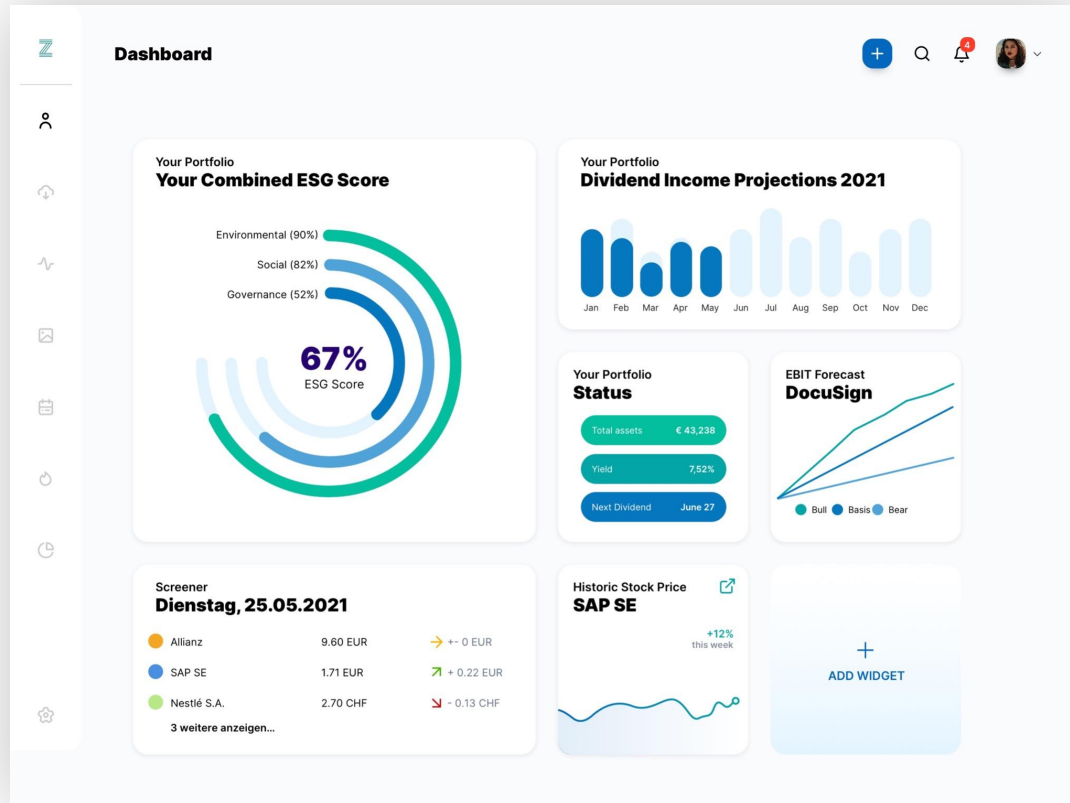 Z
Dashboard
+
4
Your Portfolio
Your Combined ESG Score
Environmental (90%)
Social (82%)
Governance (52%)
67%
ESG Score
Your Portfolio
Dividend Income Projections 2021
Jan Feb Mar Apr May Jun Jul Aug Sep Oct Nov Dec
Your Portfolio
Status
Total assets € 43,238
Yield 7,52%
Next Dividend June 27
EBIT Forecast
DocuSign
Bull Basis Bear
Screener
Dienstag, 25.05.2021
Allianz 9.60 EUR +- 0 EUR
SAP SE 1.71 EUR + 0.22 EUR
Nestlé S.A. 2.70 CHF - 0.13 CHF
3 weitere anzeigen...
Historic Stock Price
SAP SE
+12%
this week
+
ADD WIDGET